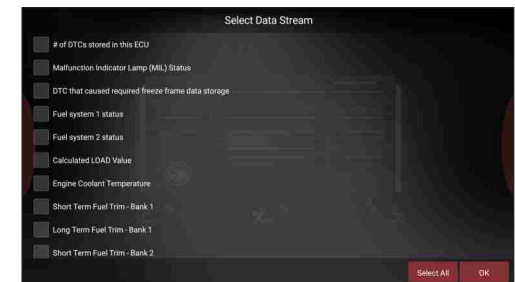 Select Data Stream
# of DTCs stored in this ECU
Malfunction Indicator Lamp (MIL) Status
DTC that caused required freeze frame data storage
Fuel system 1 status
Fuel system 2 status
Calculated LOAD Value
Engine Coolant Temperature
Short Term Fuel Trim - Bank 1
Long Term Fuel Trim - Bank 1
Short Term Fuel Trim - Bank 2
Select All OK